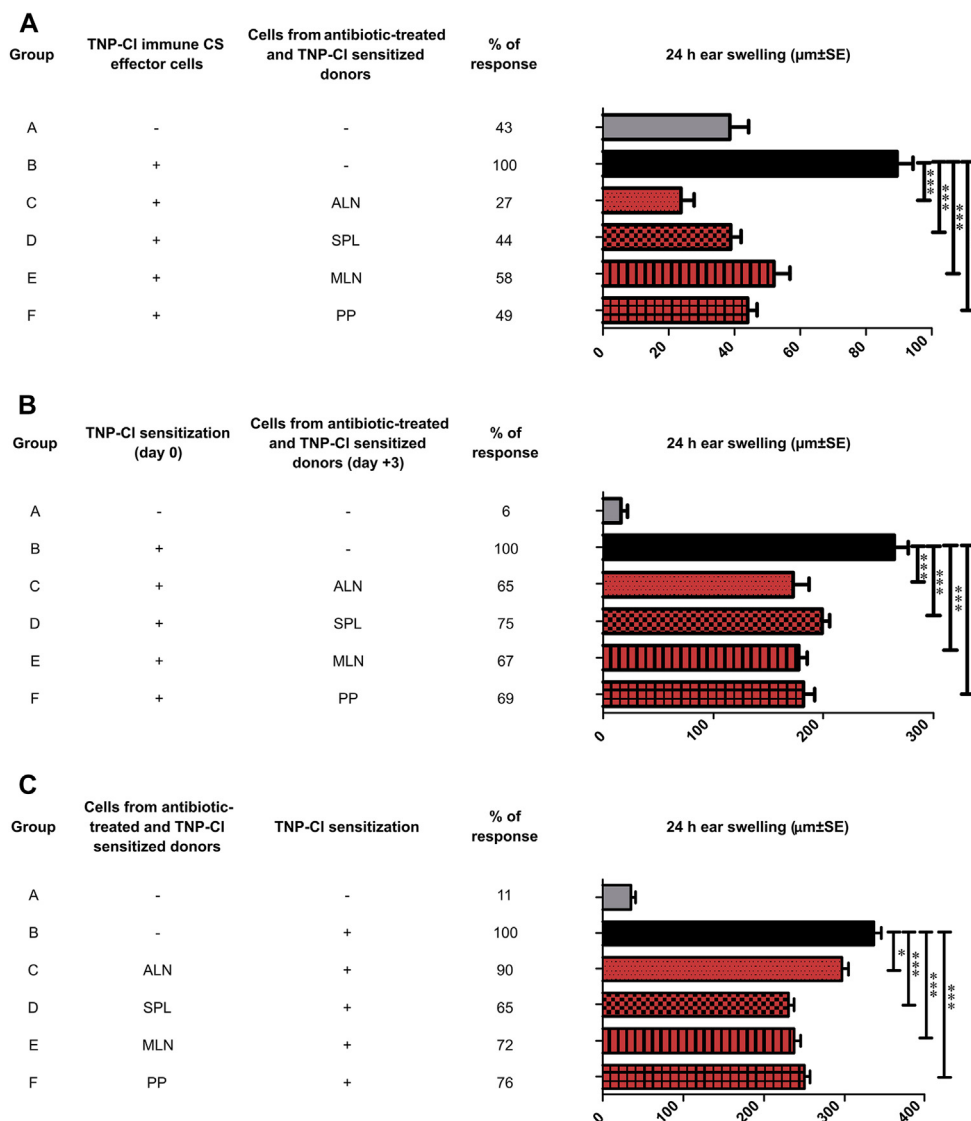 A
Group
TNP-Cl immune CS
effector cells
Cells from antibiotic-treated
and TNP-Cl sensitized
donors
% of
response
24 h ear swelling (µm±SE)
A - - 43
B + - 100
C + ALN 27
D + SPL 44
E + MLN 58
F + PP 49
*** *** *** ***
0 20 40 60 80 100
B
Group
TNP-Cl sensitization
(day 0)
Cells from antibiotic-treated
and TNP-Cl sensitized
donors (day +3)
% of
response
24 h ear swelling (µm±SE)
A - - 6
B + - 100
C + ALN 65
D + SPL 75
E + MLN 67
F + PP 69
*** *** *** ***
0 100 200 300
C
Group
Cells from antibiotic-
treated and TNP-Cl
sensitized donors
TNP-Cl sensitization
% of
response
24 h ear swelling (µm±SE)
A - - 11
B - + 100
C ALN + 90
D SPL + 65
E MLN + 72
F PP + 76
* *** *** ***
0 100 200 300 400